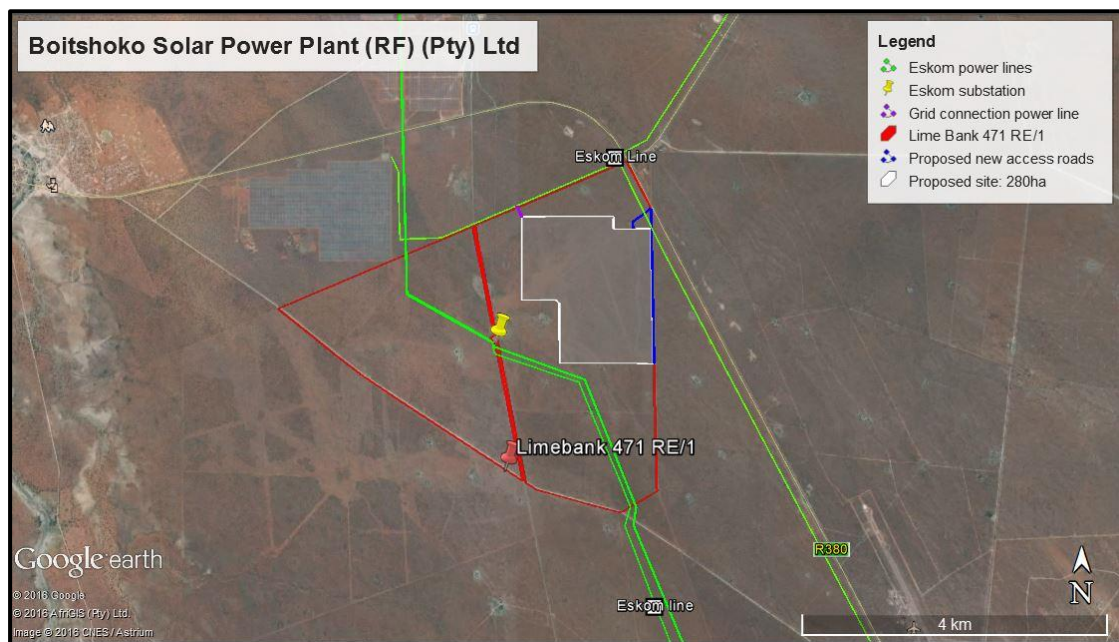 Boitshoko Solar Power Plant (RF) (Pty) Ltd
Legend
Eskom power lines
Eskom substation
Grid connection power line
Lime Bank 471 RE/1
Proposed new access roads
Proposed site: 280ha
Eskom Line
Limebank 471 RE/1
R380
Google earth
© 2016 Google
© 2016 AfriGIS (Pty) Ltd.
Image © 2016 CNES / Astrium
Eskom line
N
4 km